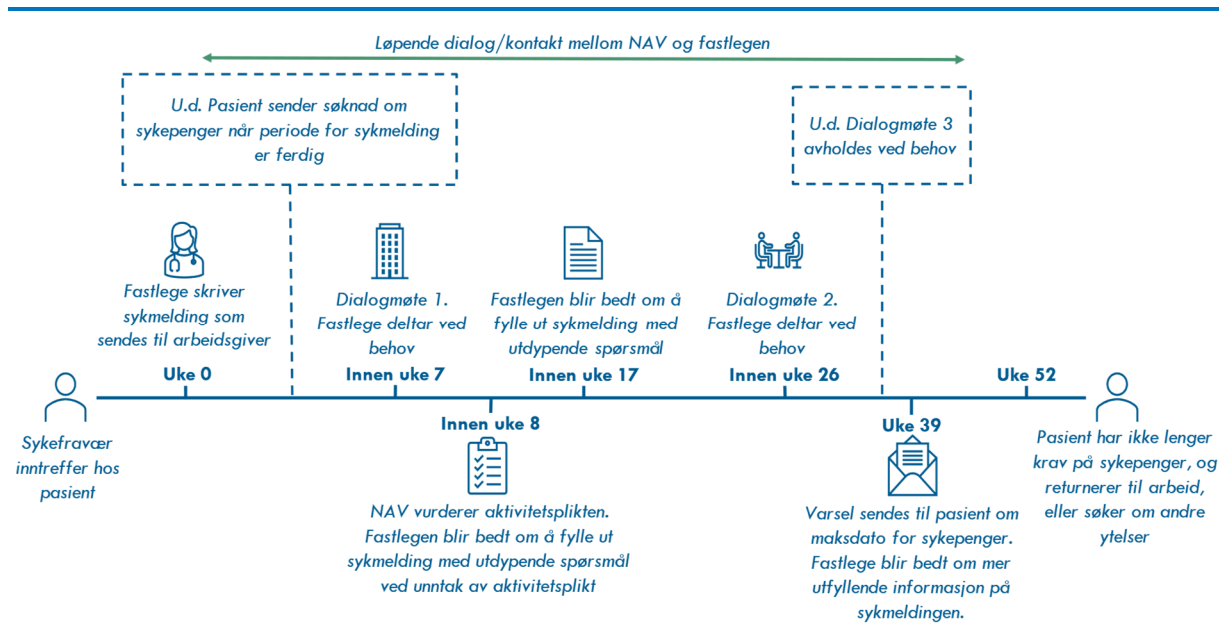 Løpende dialog/kontakt mellom NAV og fastlegen
U.d. Pasient sender søknad om
sykepenger når periode for sykmelding
er ferdig
U.d. Dialogmøte 3
avholdes ved behov
Fastlege skriver
sykmelding som
sendes til arbeidsgiver
Uke 0
Dialogmøte 1.
Fastlege deltar ved
behov
Innen uke 7
Fastlegen blir bedt om å
fylle ut sykmelding med
utdypende spørsmål
Innen uke 17
Dialogmøte 2.
Fastlege deltar ved
behov
Innen uke 26
Uke 52
Sykefravær
inntreffer hos
pasient
Innen uke 8
NAV vurderer aktivitetsplikten.
Fastlegen blir bedt om å fylle ut
sykmelding med utdypende spørsmål
ved unntak av aktivitetsplikt
Uke 39
Varsel sendes til pasient om
maksdato for sykepenger.
Fastlege blir bedt om mer
utfyllende informasjon på
sykmeldingen.
Pasient har ikke lenger
krav på sykepenger, og
returnerer til arbeid,
eller søker om andre
ytelser